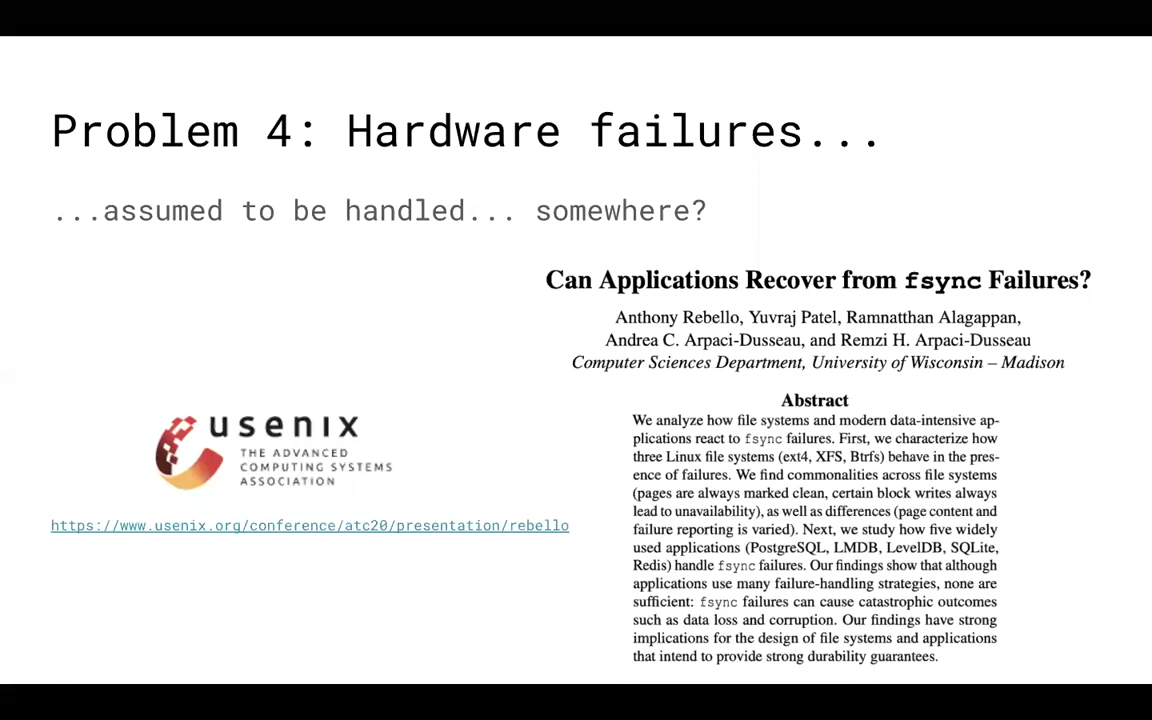 Problem 4: Hardware failures...
...assumed to be handled... somewhere?
Can Applications Recover from fsync Failures?
Anthony Rebello, Yuvraj Patel, Ramnatthan Alagappan,
Andrea C. Arpaci-Dusseau, and Remzi H. Arpaci-Dusseau
Computer Sciences Department, University of Wisconsin – Madison
Abstract
We analyze how file systems and modern data-intensive ap-
plications react to fsync failures. First, we characterize how
three Linux file systems (ext4, XFS, Btrfs) behave in the pres-
ence of failures. We find commonalities across file systems
(pages are always marked clean, certain block writes always
lead to unavailability), as well as differences (page content and
failure reporting is varied). Next, we study how five widely
used applications (PostgreSQL, LMDB, LevelDB, SQLite,
Redis) handle fsync failures. Our findings show that although
applications use many failure-handling strategies, none are
sufficient: fsync failures can cause catastrophic outcomes
such as data loss and corruption. Our findings have strong
implications for the design of file systems and applications
that intend to provide strong durability guarantees.
usenix
THE ADVANCED
COMPUTING SYSTEMS
ASSOCIATION
https://www.usenix.org/conference/atc20/presentation/rebello